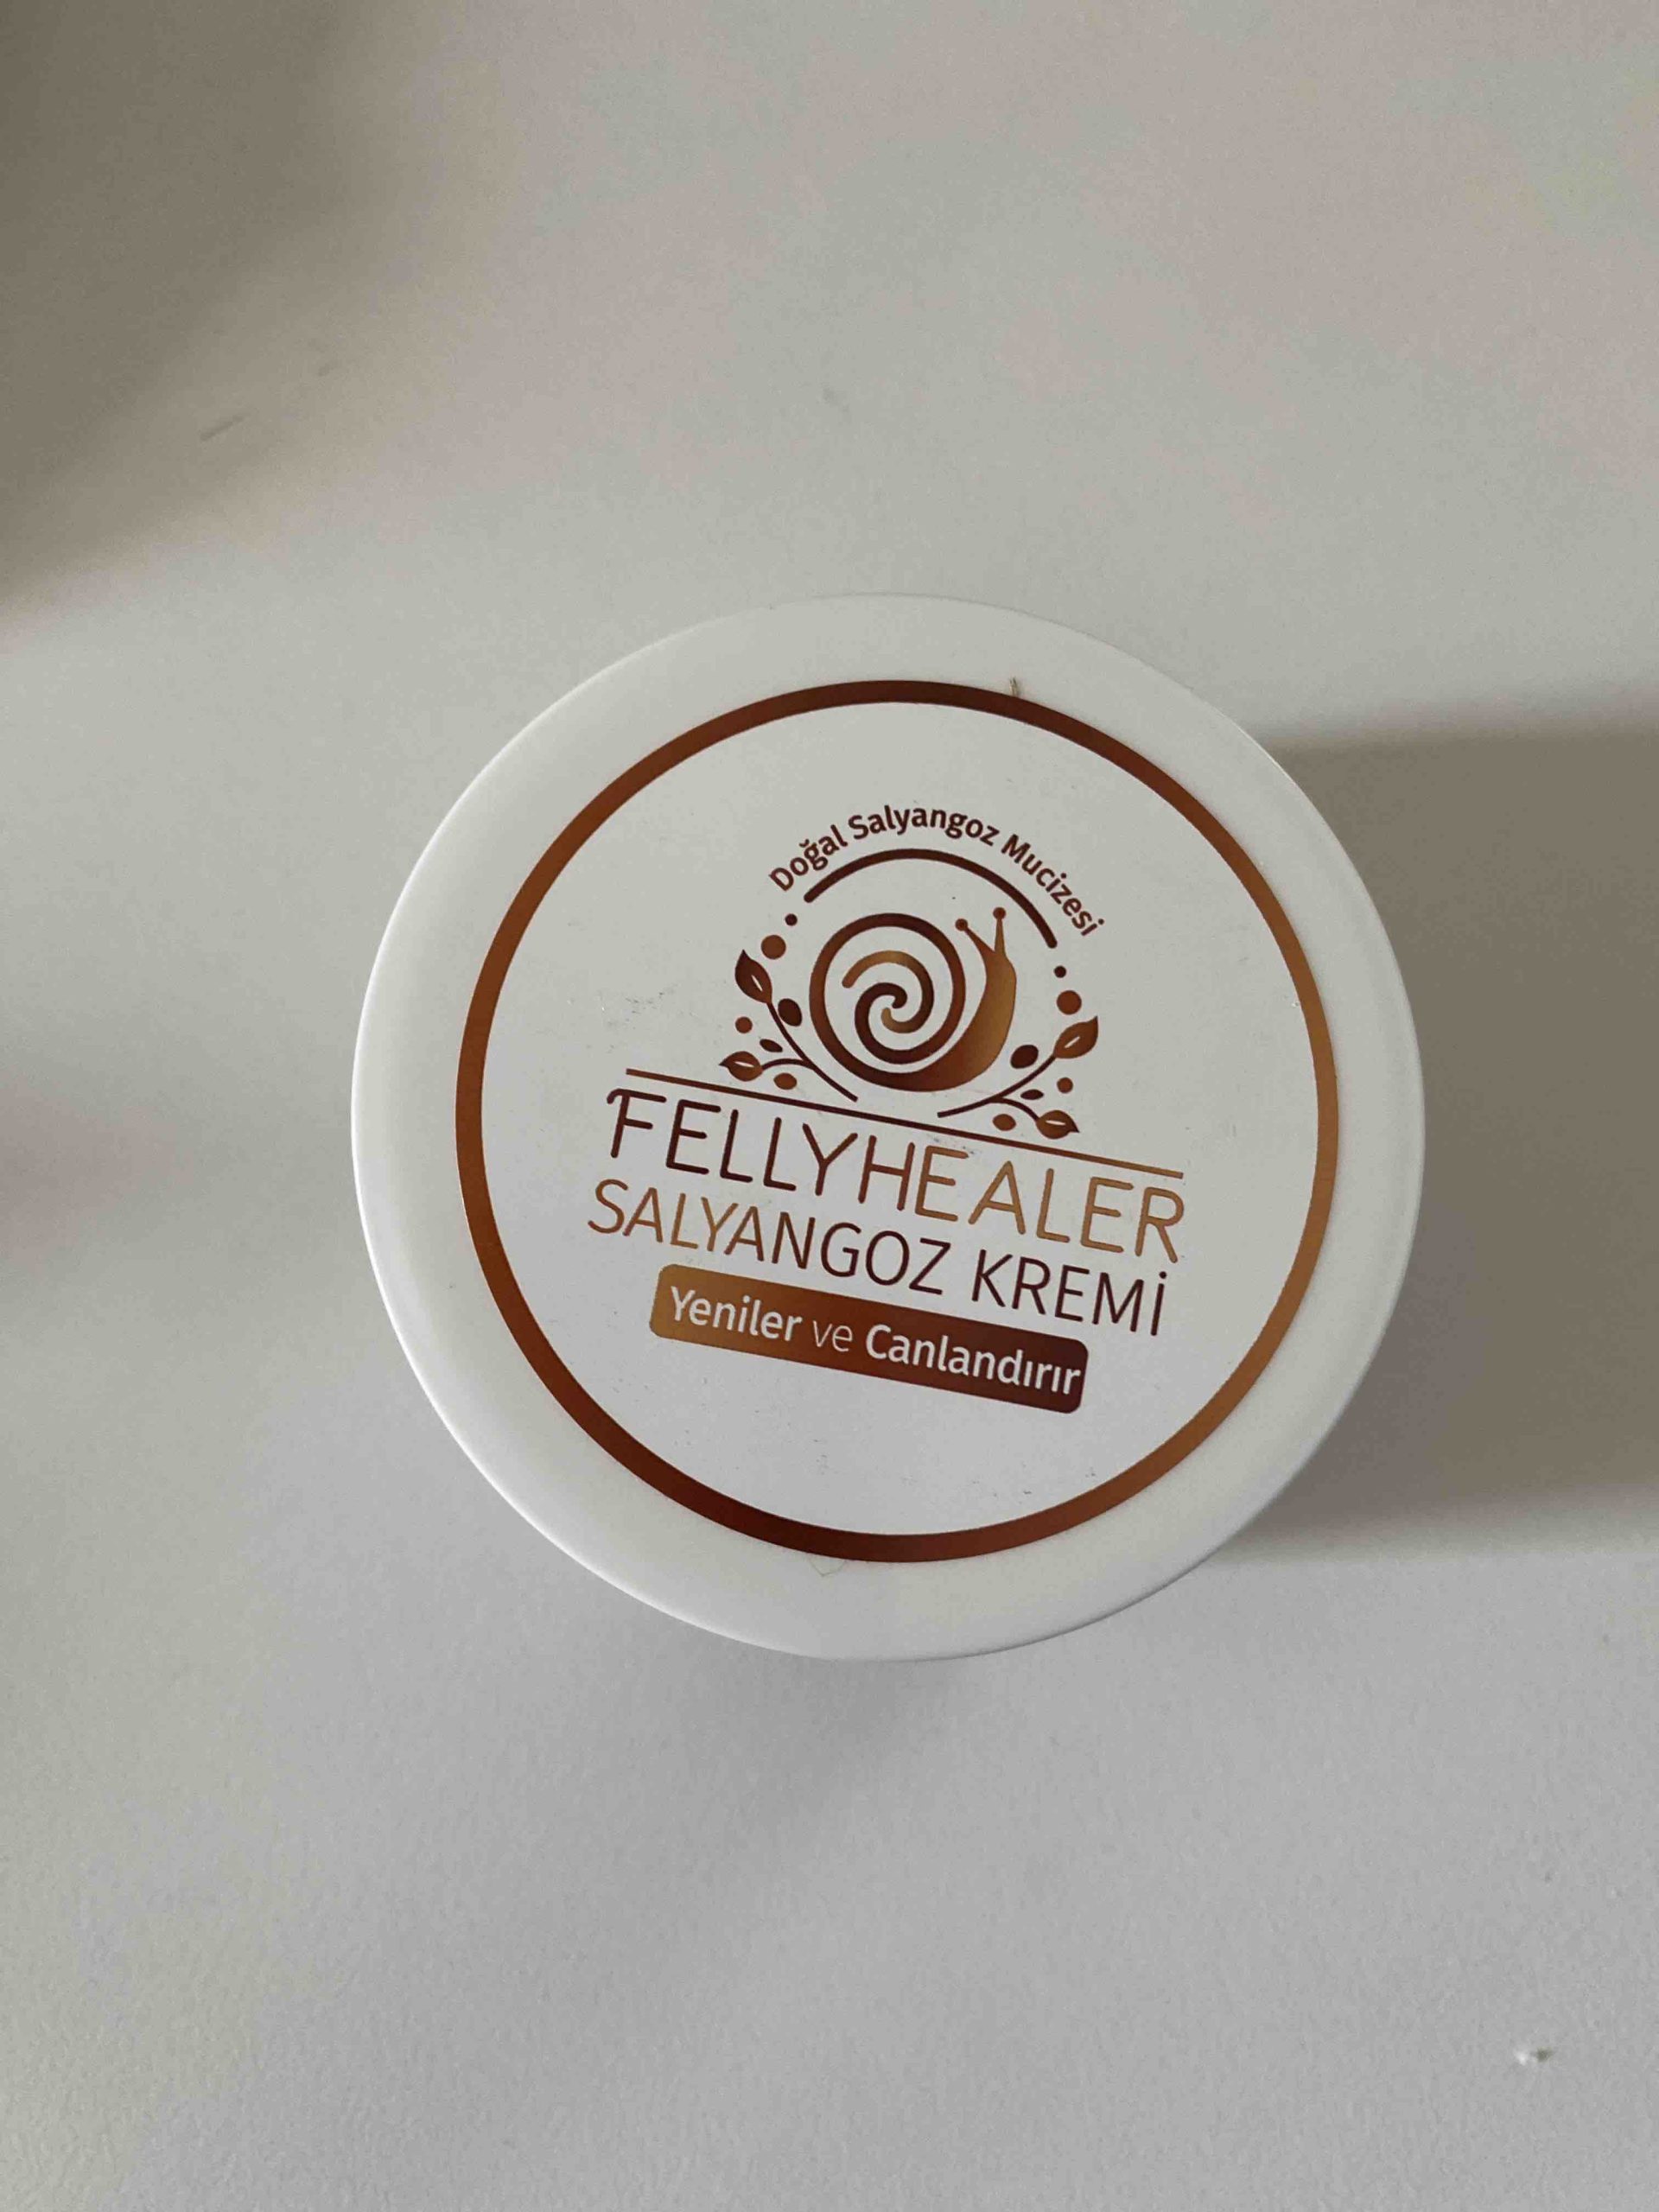 Doğal Salyangoz Mucizesi
FELLYHEALER
SALYANGOZ KREMİ
Yeniler ve Canlandırır